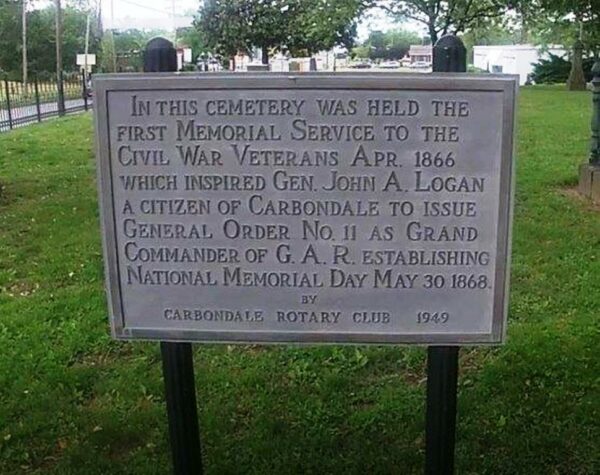 In this cemetery was held the
first Memorial Service to the
Civil War Veterans Apr. 1866
which inspired Gen. John A. Logan
a citizen of Carbondale to issue
General Order No. 11 as Grand
Commander of G. A. R. establishing
National Memorial Day May 30 1868.
by
Carbondale Rotary Club 1949